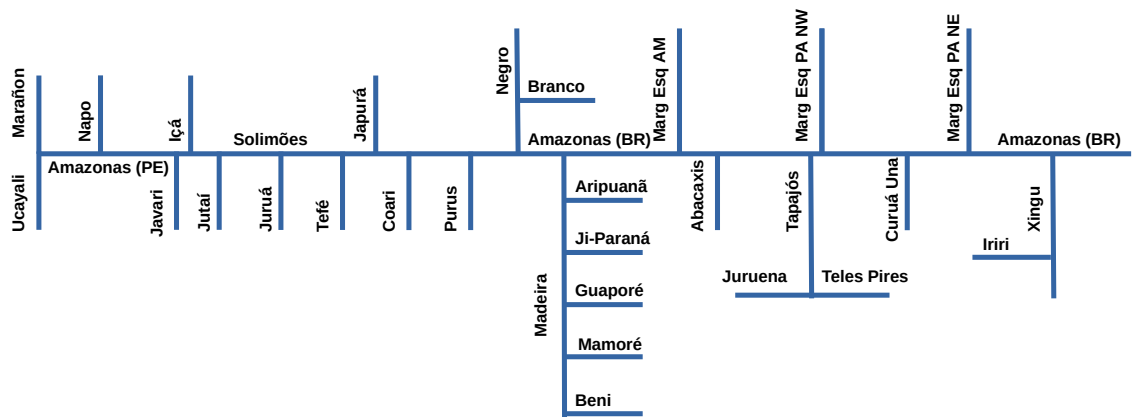 Marañon
Napo
Içá
Solimões
Japurá
Negro
Branco
Amazonas (BR)
Marg Esq AM
Marg Esq PA NW
Marg Esq PA NE
Amazonas (BR)
Amazonas (PE)
Ucayali
Javari
Jutaí
Juruá
Tefé
Coari
Purus
Madeira
Aripuanã
Ji-Paraná
Guaporé
Mamoré
Beni
Abacaxis
Tapajós
Juruena
Teles Pires
Curuá Una
Iriri
Xingu